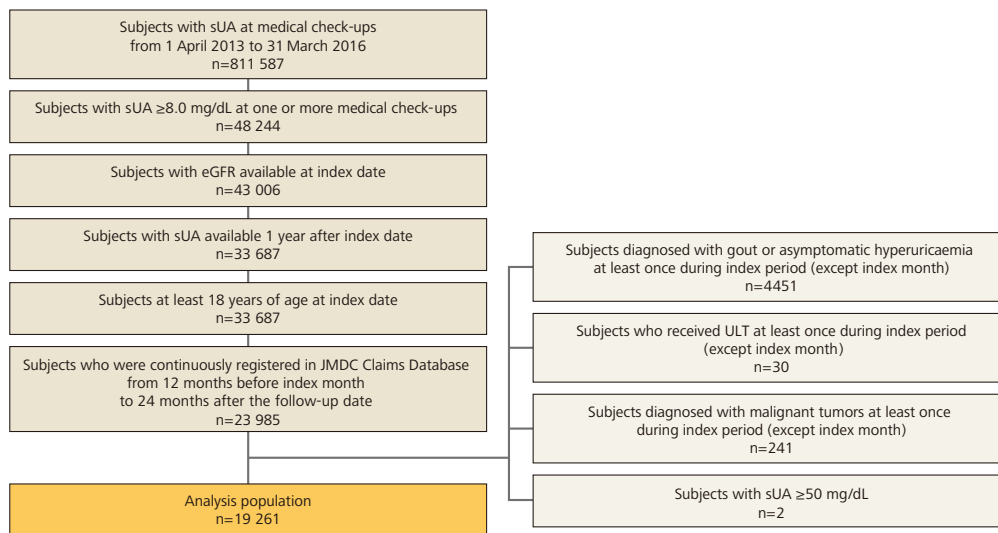 Subjects with sUA at medical check-ups
from 1 April 2013 to 31 March 2016
n=811 587
Subjects with sUA ≥8.0 mg/dL at one or more medical check-ups
n=48 244
Subjects with eGFR available at index date
n=43 006
Subjects with sUA available 1 year after index date
n=33 687
Subjects at least 18 years of age at index date
n=33 687
Subjects who were continuously registered in JMDC Claims Database
from 12 months before index month
to 24 months after the follow-up date
n=23 985
Subjects diagnosed with gout or asymptomatic hyperuricaemia
at least once during index period (except index month)
n=4451
Subjects who received ULT at least once during index period
(except index month)
n=30
Subjects diagnosed with malignant tumors at least once
during index period (except index month)
n=241
Subjects with sUA ≥50 mg/dL
n=2
Analysis population
n=19 261